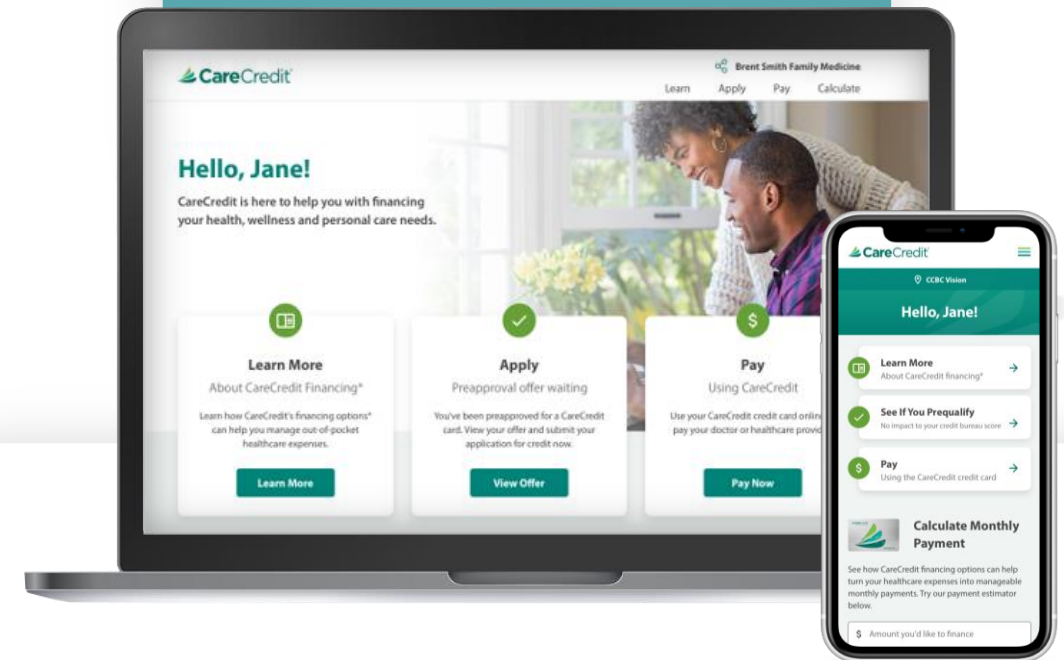 CareCredit
Brent Smith Family Medicine
Learn Apply Pay Calculate
Hello, Jane!
CareCredit is here to help you with financing
your health, wellness and personal care needs.
Learn More
About CareCredit Financing*
Learn how CareCredit's financing options*
can help you manage out-of-pocket
healthcare expenses.
Learn More
Apply
Preapproval offer waiting
You've been preapproved for a CareCredit
card. View your offer and submit your
application for credit now.
View Offer
Pay
Using CareCredit
Use your CareCredit credit card onlin
pay your doctor or healthcare provid
Pay Now
CareCredit
CCBC Vision
Hello, Jane!
Learn More
About CareCredit financing*
See If You Prequalify
No impact to your credit bureau score
Pay
Using the CareCredit credit card
Calculate Monthly
Payment
See how CareCredit financing options can help
turn your healthcare expenses into manageable
monthly payments. Try our payment estimator
below.
$ Amount you'd like to finance